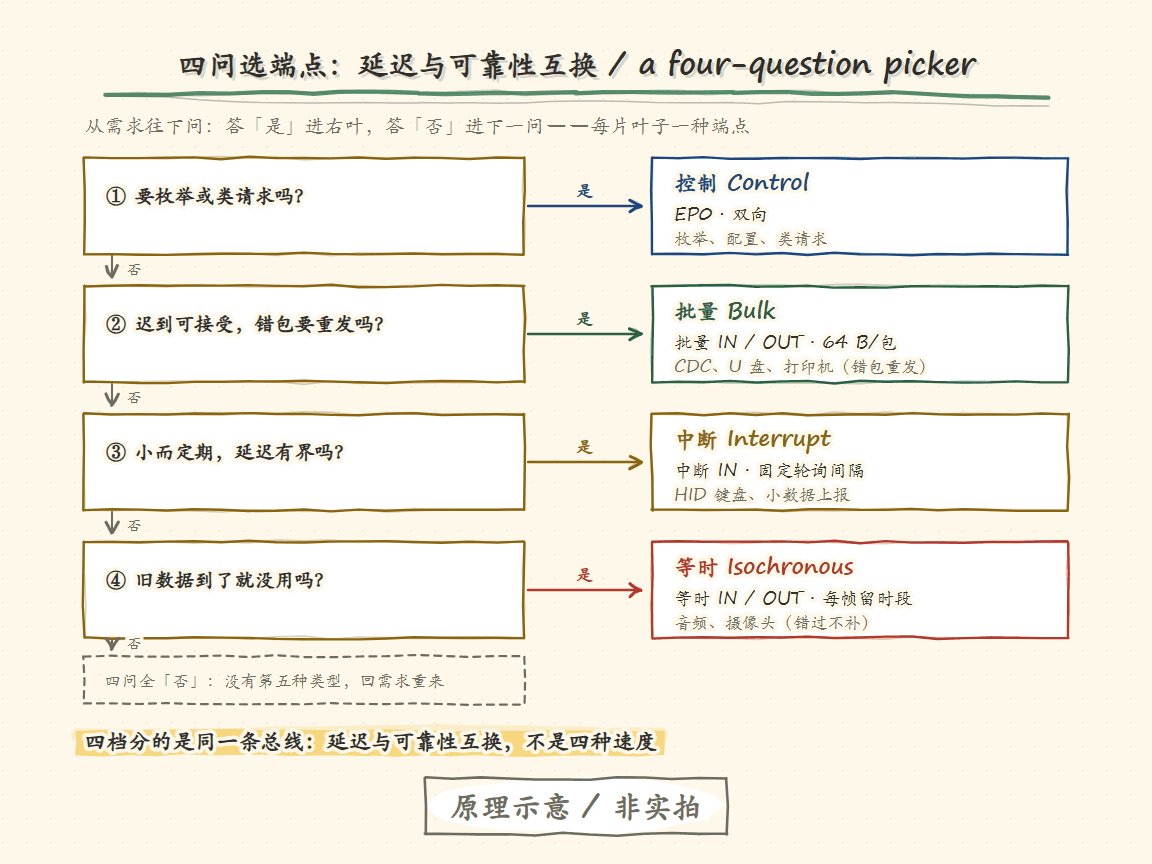 四问选端点：延迟与可靠性互换 / a four-question picker
从需求往下问：答「是」进右叶，答「否」进下一问——每片叶子一种端点
① 要枚举或类请求吗？
是
控制 Control
EP0 · 双向
枚举、配置、类请求
否
② 迟到可接受，错包要重发吗？
是
批量 Bulk
批量 IN / OUT · 64 B/包
CDC、U 盘、打印机（错包重发）
否
③ 小而定期，延迟有界吗？
是
中断 Interrupt
中断 IN · 固定轮询间隔
HID 键盘、小数据上报
否
④ 旧数据到了就没用吗？
是
等时 Isochronous
等时 IN / OUT · 每帧留时段
音频、摄像头（错过不补）
否
四问全「否」：没有第五种类型，回需求重来
四档分的是同一条总线：延迟与可靠性互换，不是四种速度
原理示意 / 非实拍